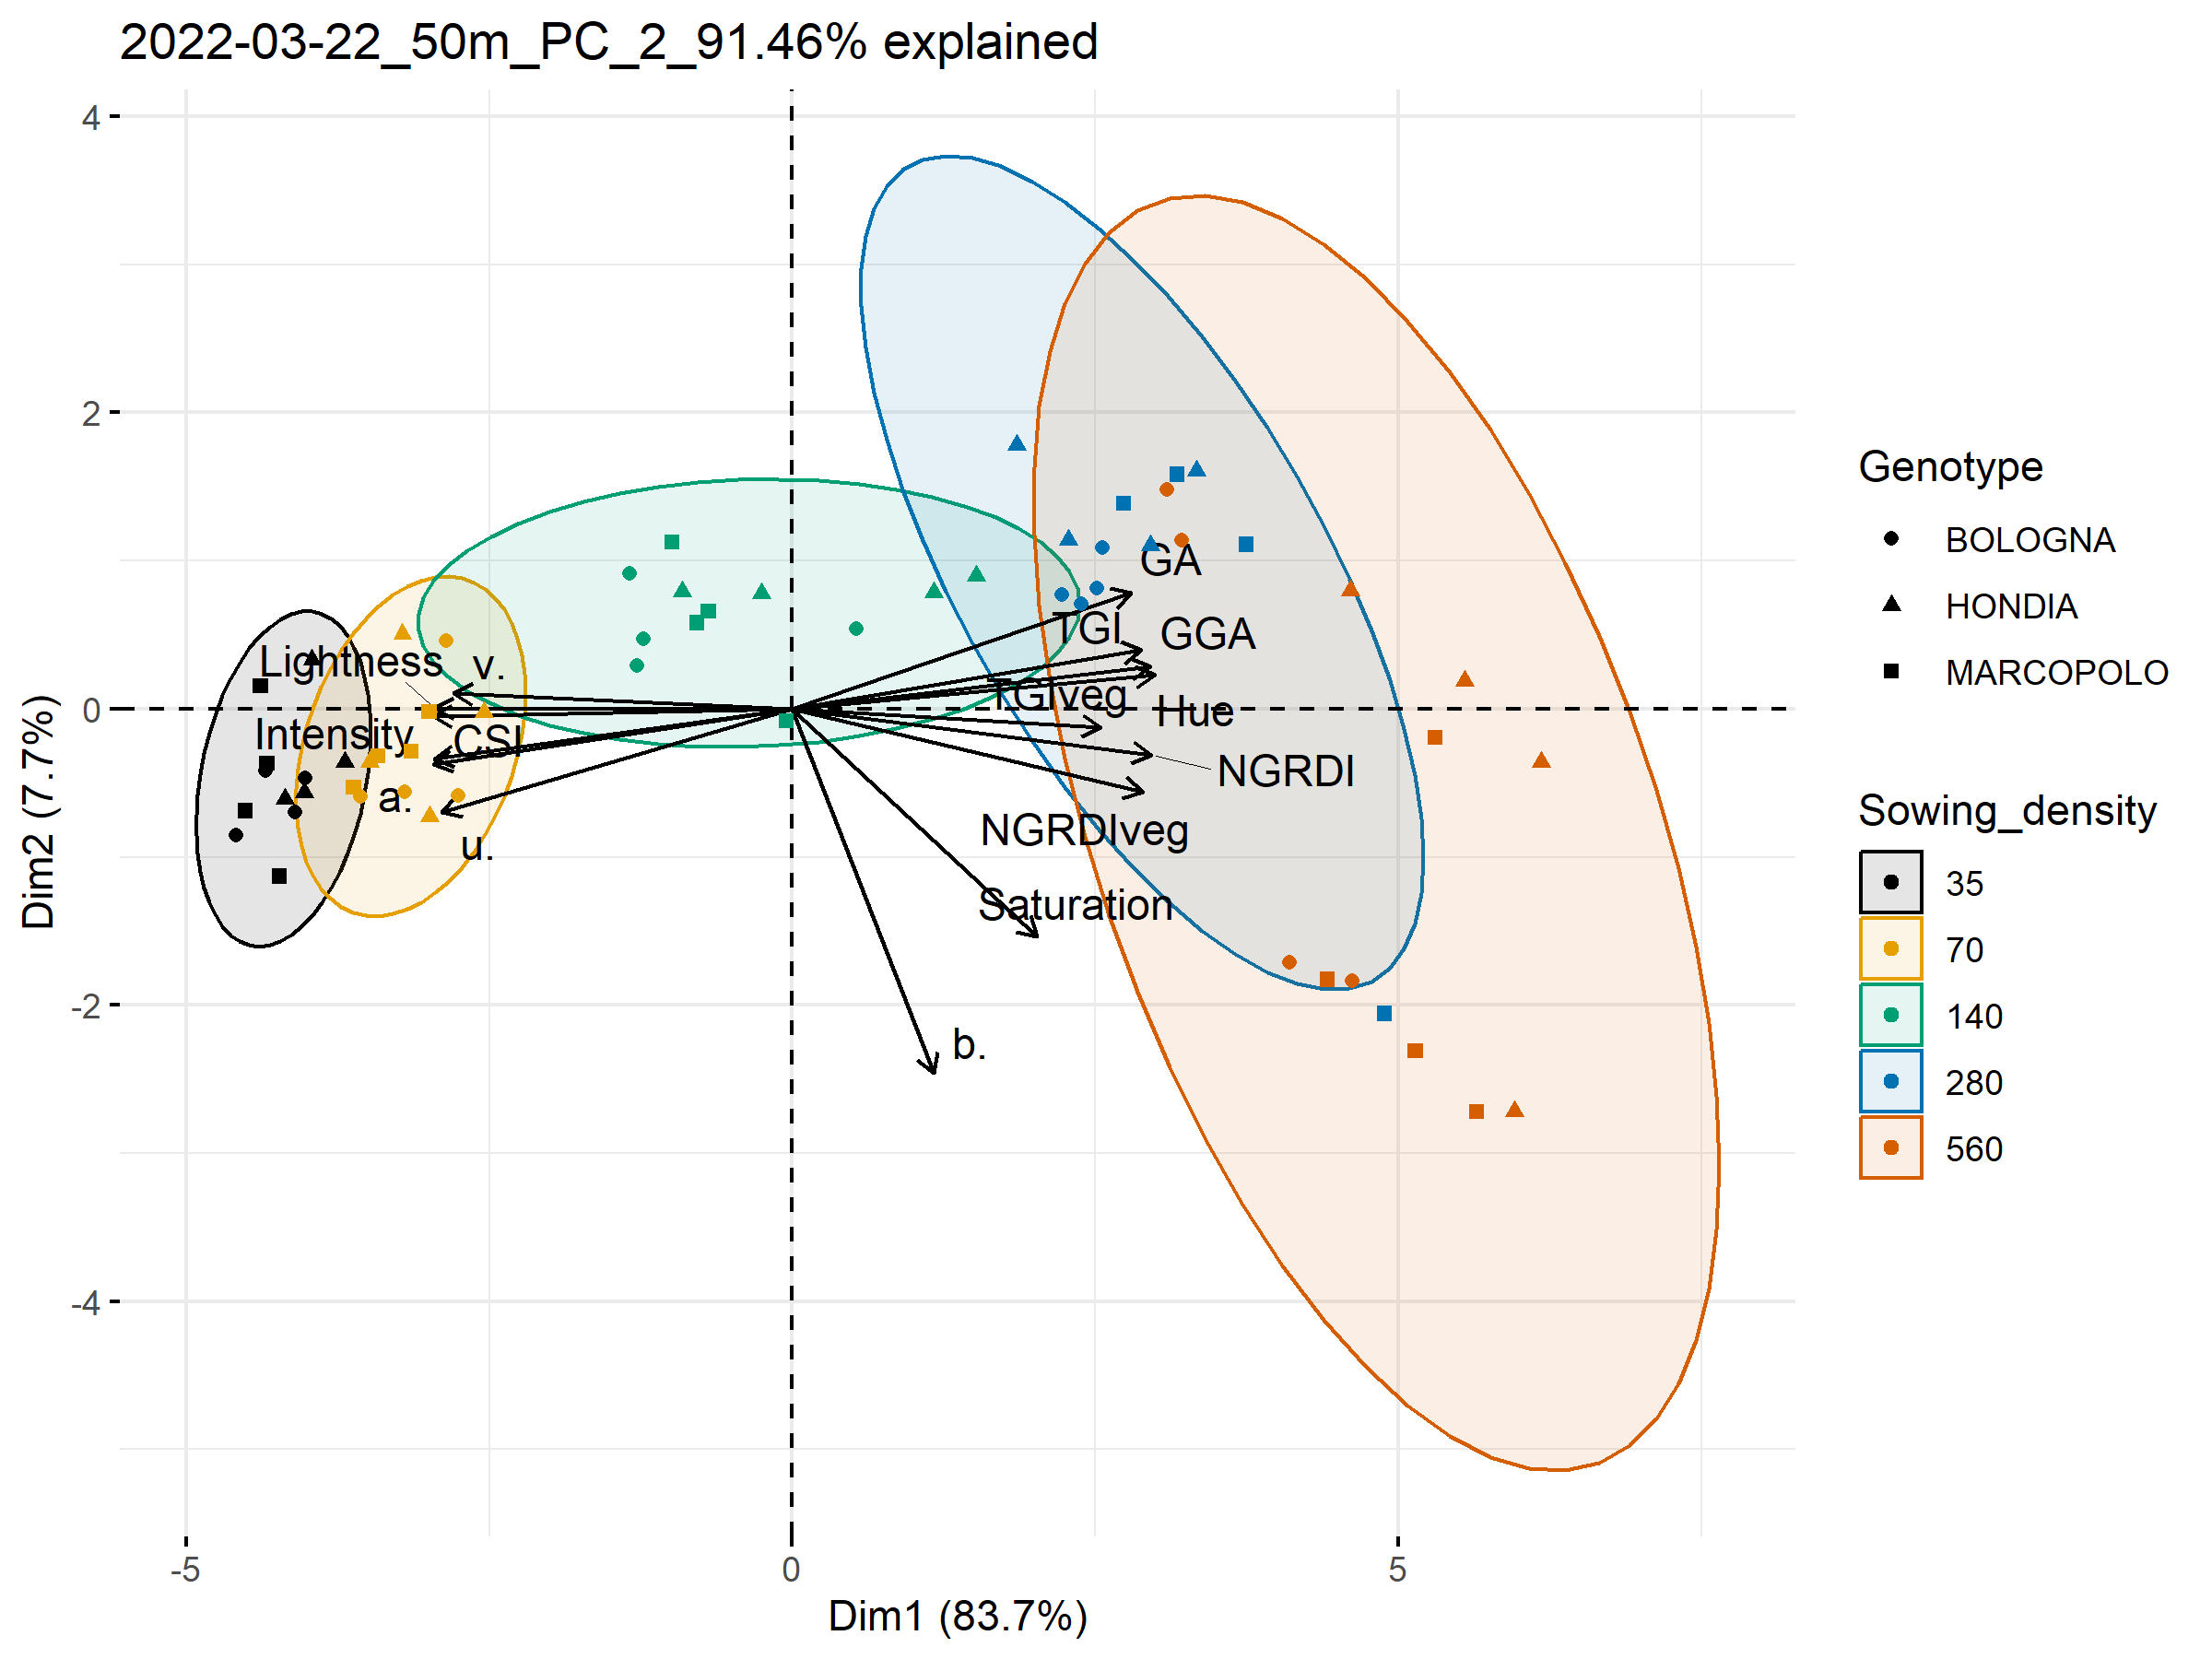 2022-03-22_50m_PC_2_91.46% explained
4
2
0
-2
-4
-5
0
5
Dim1 (83.7%)
Dim2 (7.7%)
GA
TGI
GGA
TGIveg
Hue
NGRDI
NGRDIveg
Saturation
b.
Lightness
v.
Intensity
CSI
a.
u.
Genotype
BOLOGNA
HONDIA
MARCOPOLO
Sowing_density
35
70
140
280
560